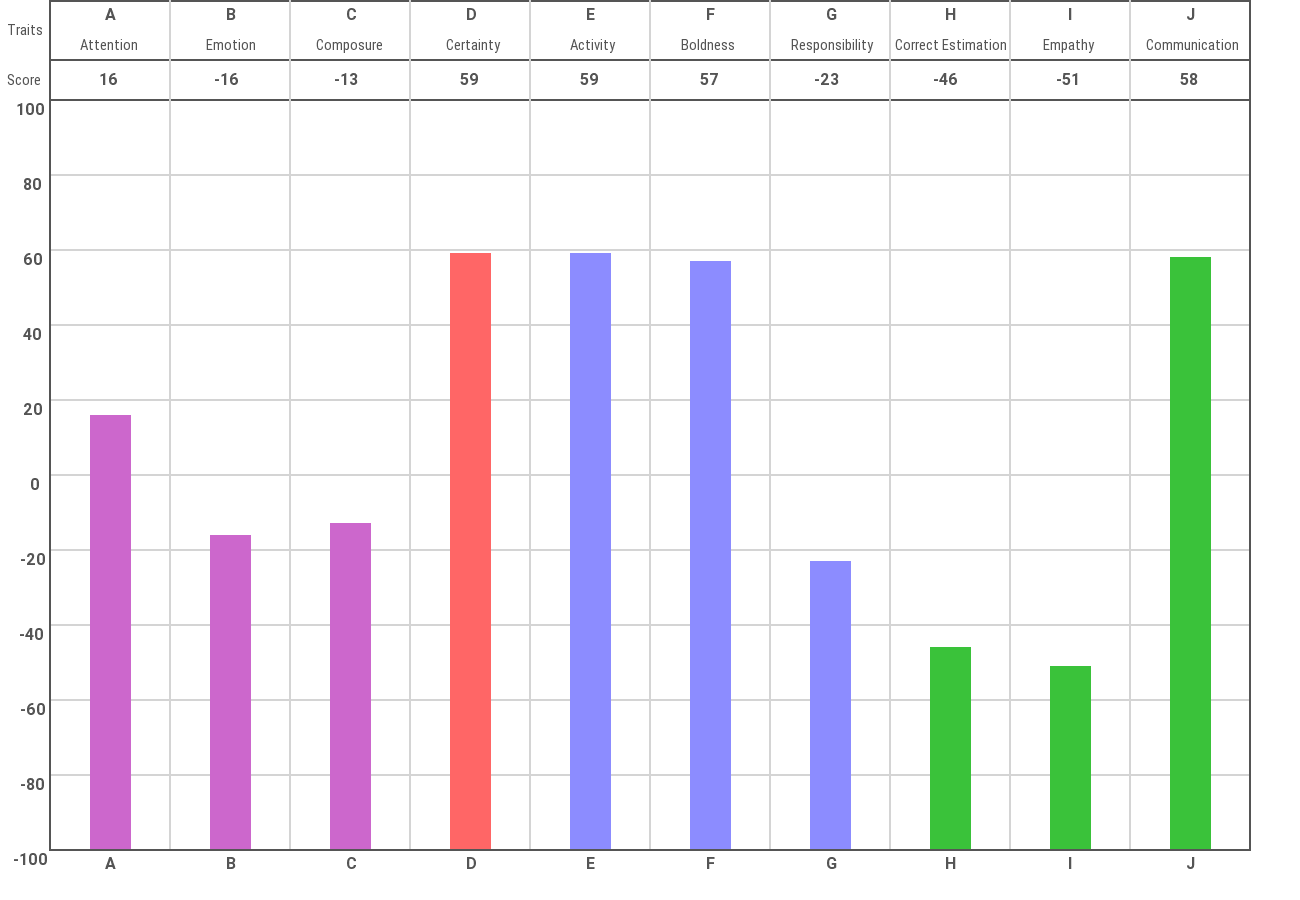 Traits
A B C D E F G H I J
Attention Emotion Composure Certainty Activity Boldness Responsibility Correct Estimation Empathy Communication
Score 16 -16 -13 59 59 57 -23 -46 -51 58
100
80
60
40
20
0
-20
-40
-60
-80
-100
A B C D E F G H I J